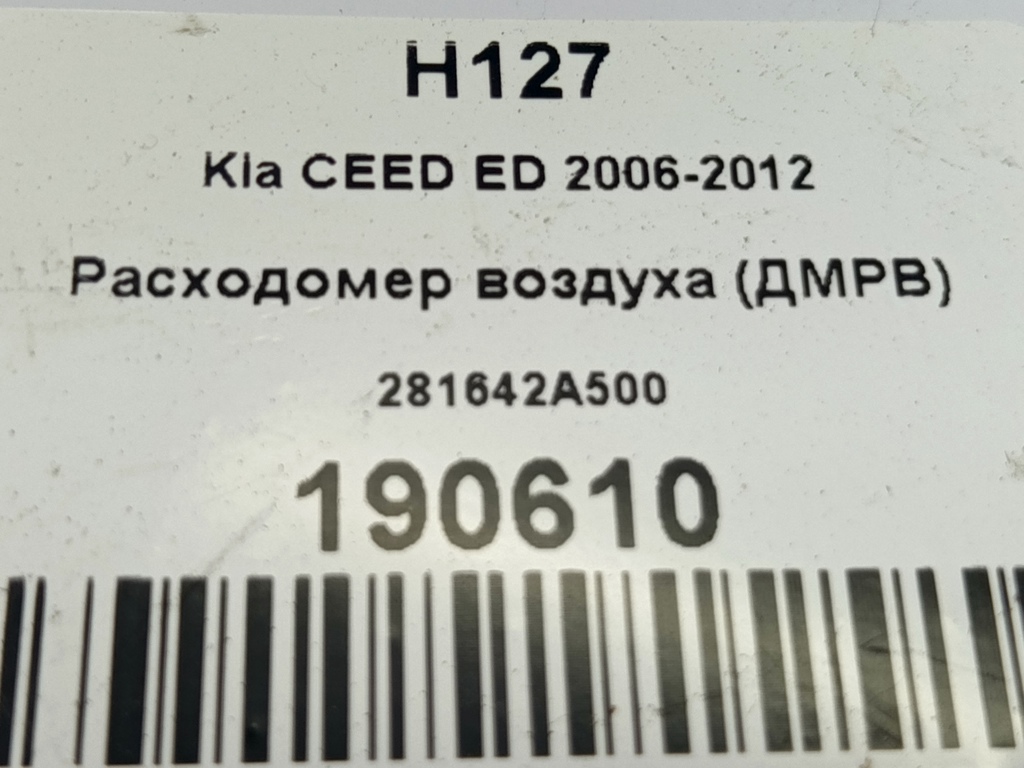 H127
Kia CEED ED 2006-2012
Расходомер воздуха (ДМРВ)
281642A500
190610